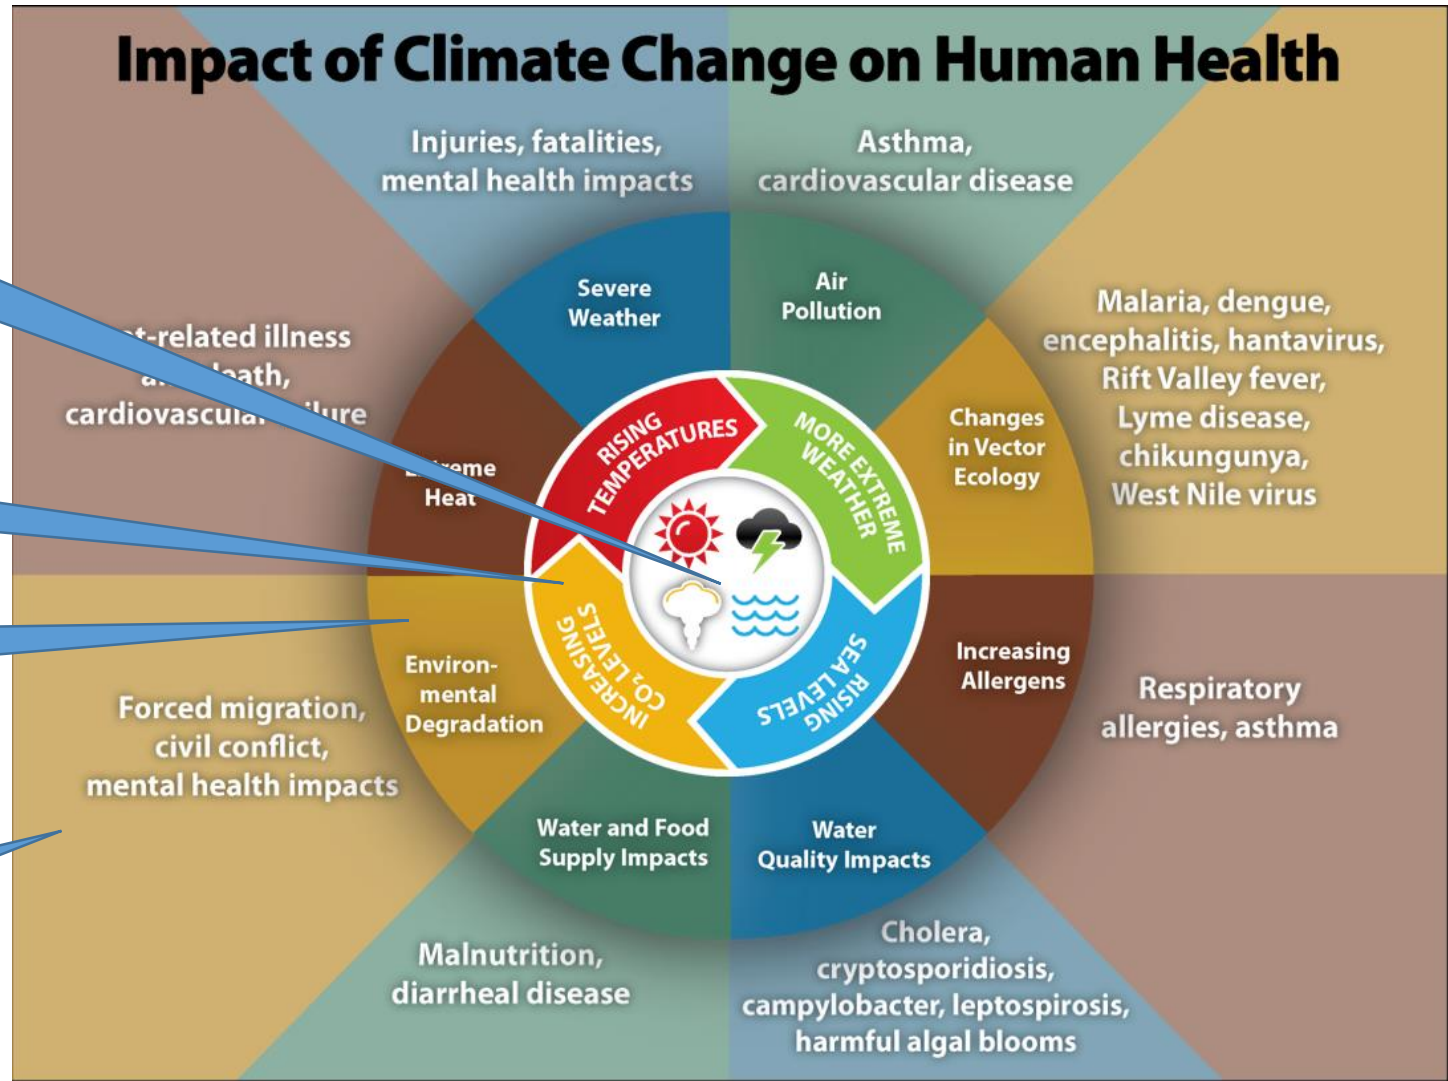 Impact of Climate Change on Human Health
Injuries, fatalities,
mental health impacts
Asthma,
cardiovascular disease
Severe
Weather
Air
Pollution
Malaria, dengue,
encephalitis, hantavirus,
Rift Valley fever,
Lyme disease,
chikungunya,
West Nile virus
Changes
in Vector
Ecology
-related illness
cardiovascular
Heat
RISING
TEMPERATURES
MORE EXTREME
WEATHER
RISING
SEA LEVELS
INCREASING
CO₂ LEVELS
Increasing
Allergens
Respiratory
allergies, asthma
Environ-
mental
Degradation
Forced migration,
civil conflict,
mental health impacts
Water and Food
Supply Impacts
Water
Quality Impacts
Malnutrition,
diarrheal disease
Cholera,
cryptosporidiosis,
campylobacter, leptospirosis,
harmful algal blooms